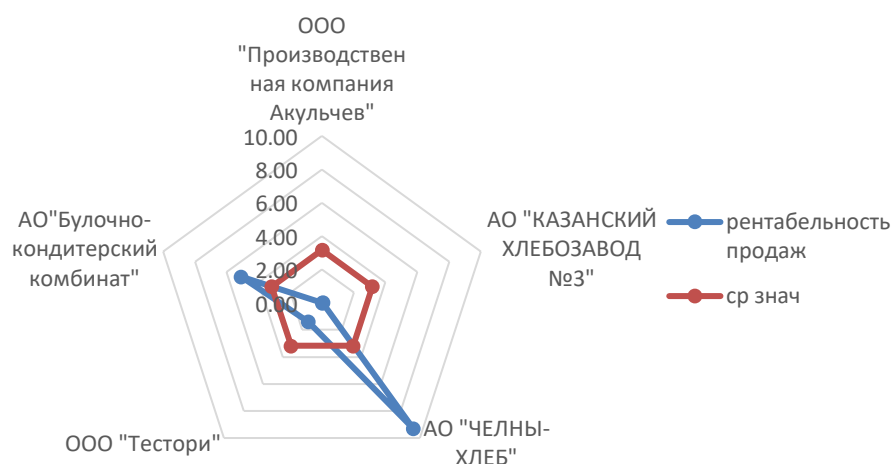 ООО
"Производствен
ная компания
Акульчев"
10.00
8.00
6.00
4.00
2.00
0.00
АО "КАЗАНСКИЙ
ХЛЕБОЗАВОД
№3"
АО "ЧЕЛНЫ-
ХЛЕБ"
ООО "Тестори"
АО"Булочно-
кондитерский
комбинат"
рентабельность
продаж
ср знач